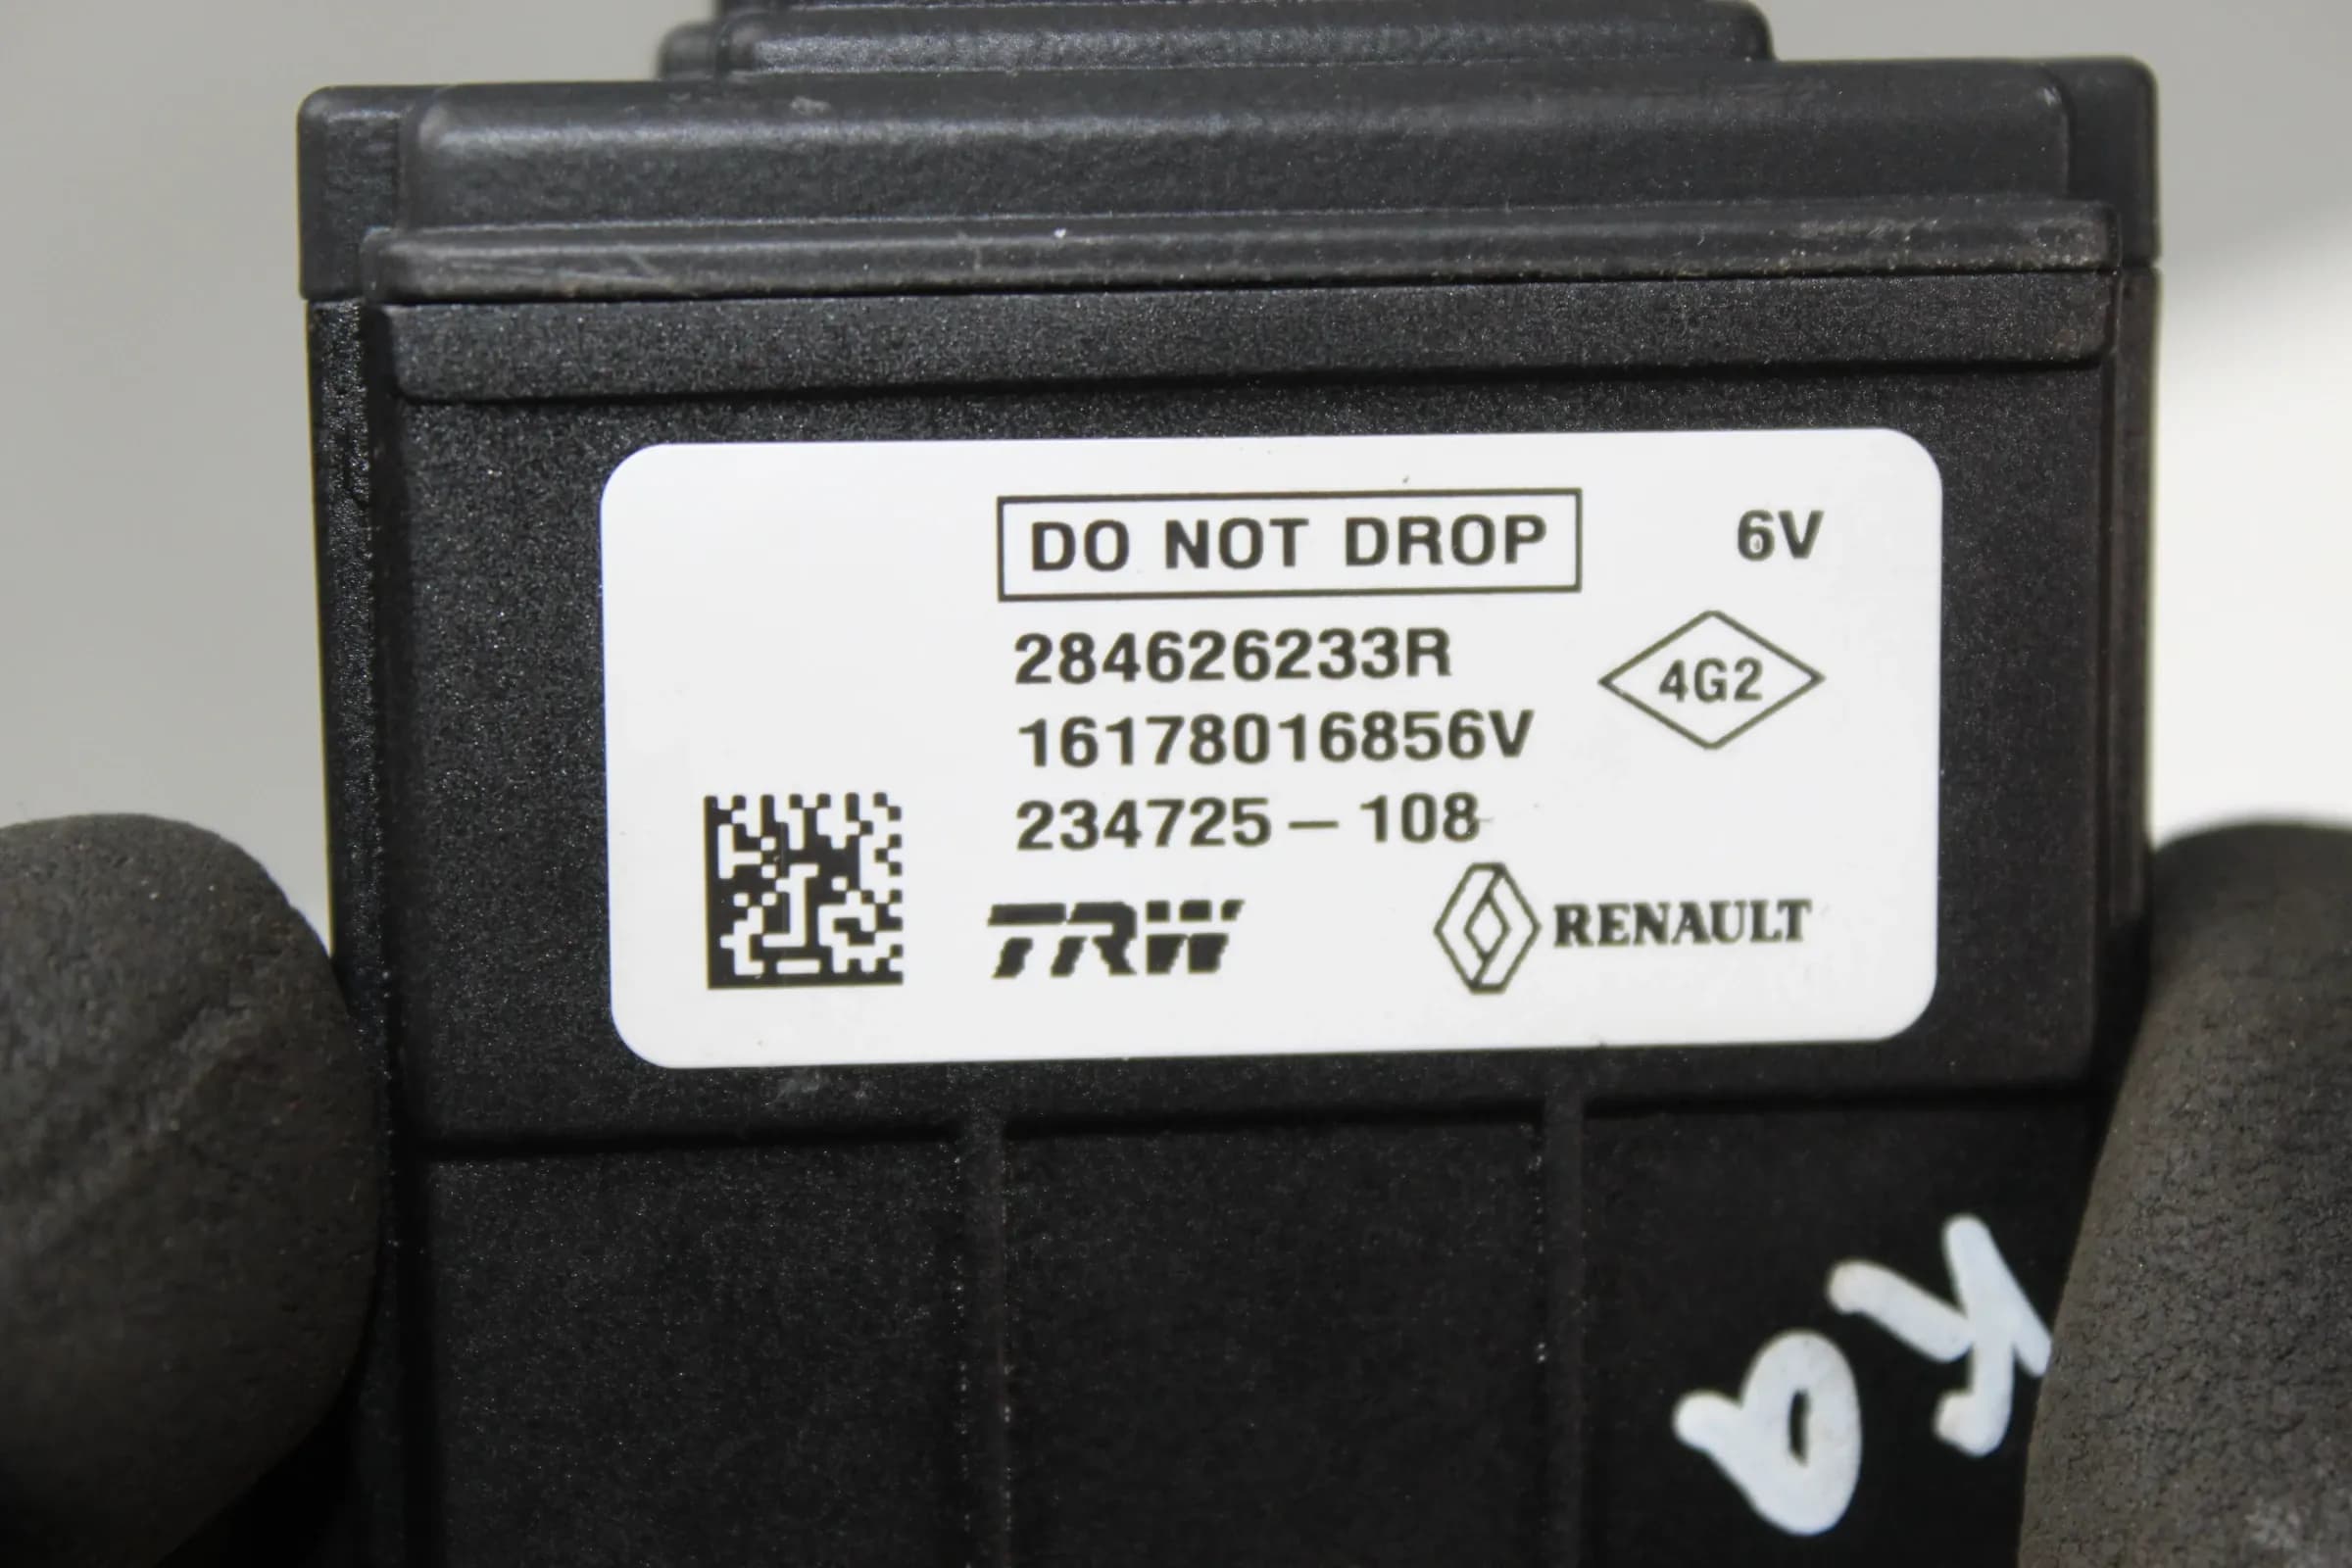 DO NOT DROP 6V
284626233R
4G2
16178016856V
234725-108
TRW RENAULT